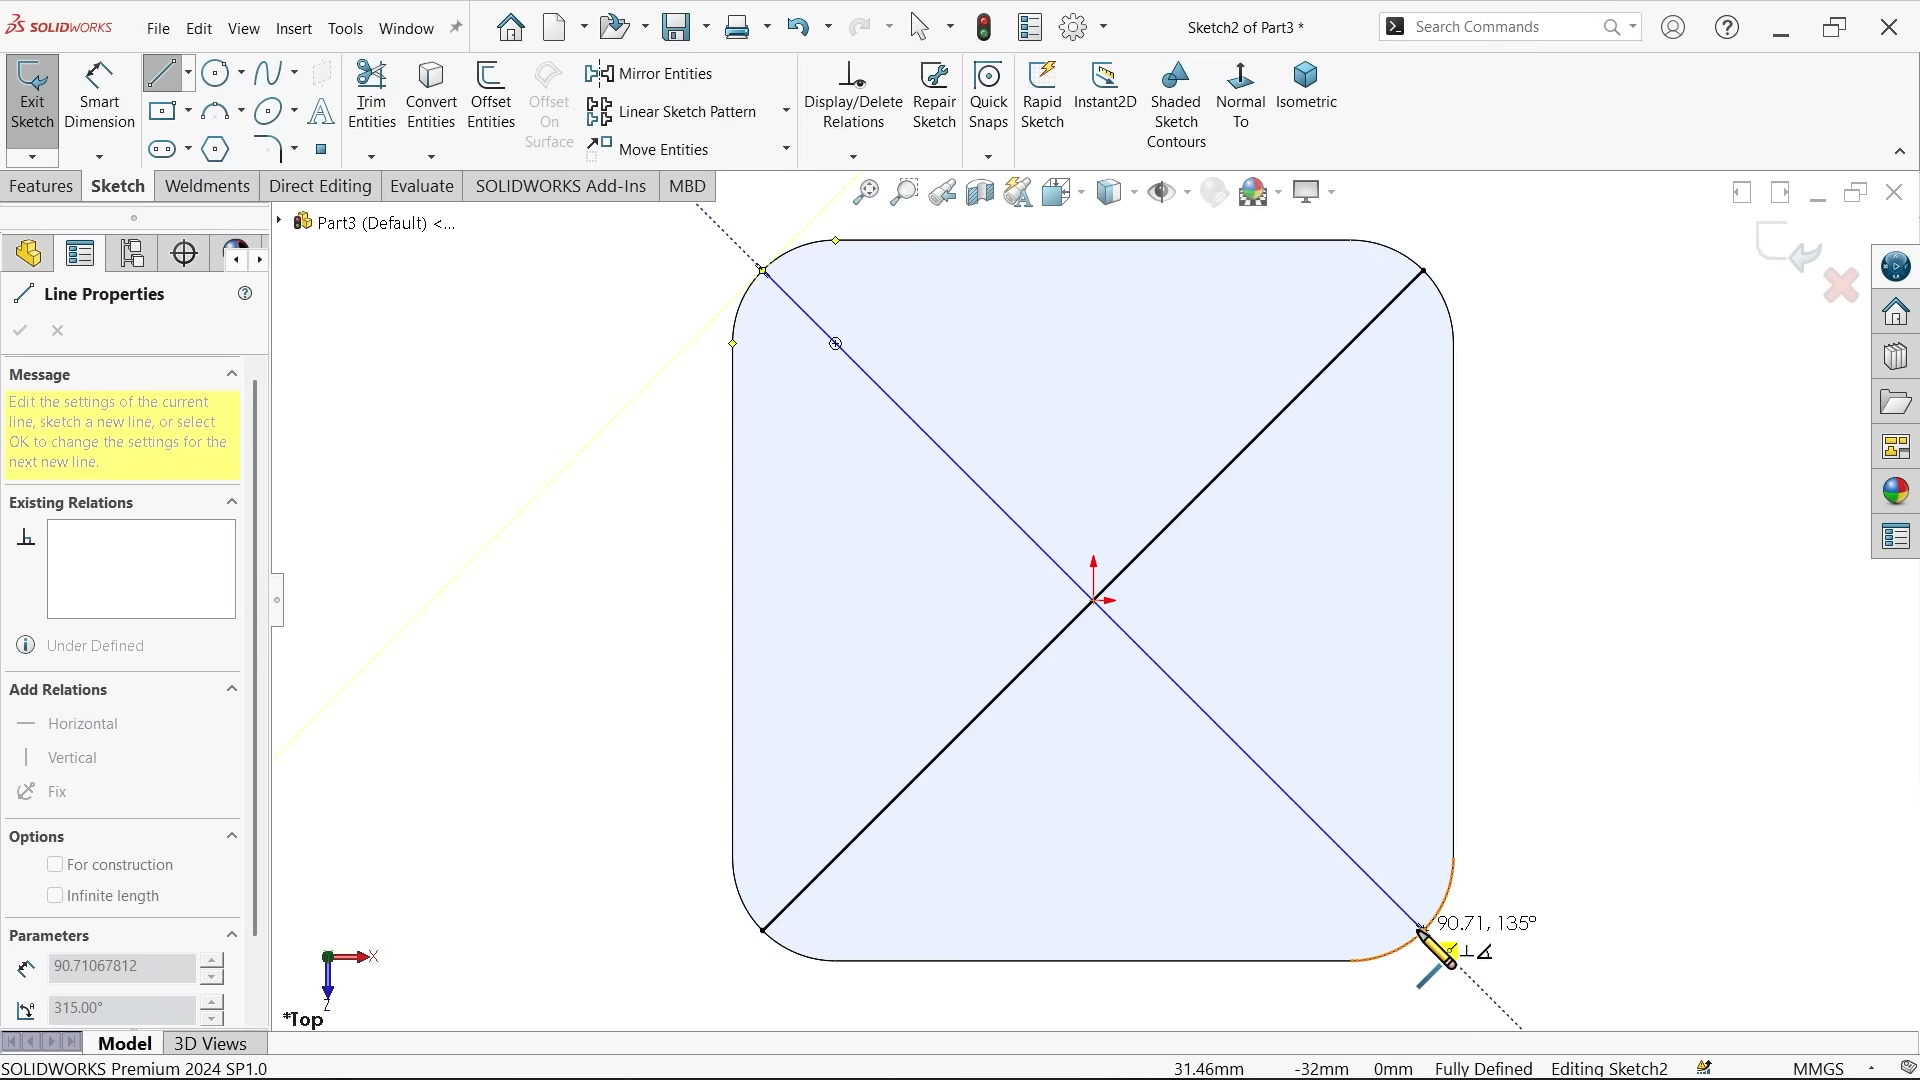 SOLIDWORKS
File
Edit
View
Insert
Tools
Window
Sketch2 of Part3 *
Search Commands
Exit
Sketch
Smart
Dimension
Trim
Entities
Convert
Entities
Offset
Entities
Offset
On
Surface
Mirror Entities
Linear Sketch Pattern
Move Entities
Display/Delete
Relations
Repair
Sketch
Quick
Snaps
Rapid
Sketch
Instant2D
Shaded
Sketch
Contours
Normal
To
Isometric
Features
Sketch
Weldments
Direct Editing
Evaluate
SOLIDWORKS Add-Ins
MBD
Part3 (Default) <...
Line Properties
Message
Edit the settings of the current
line, sketch a new line, or select
OK to change the settings for the
next new line.
Existing Relations
Under Defined
Add Relations
Horizontal
Vertical
Fix
Options
For construction
Infinite length
Parameters
90.71067812
315.00°
90.71, 135°
X
Z
*Top
Model
3D Views
SOLIDWORKS Premium 2024 SP1.0
31.46mm
-32mm
0mm
Fully Defined
Editing Sketch2
MMGS